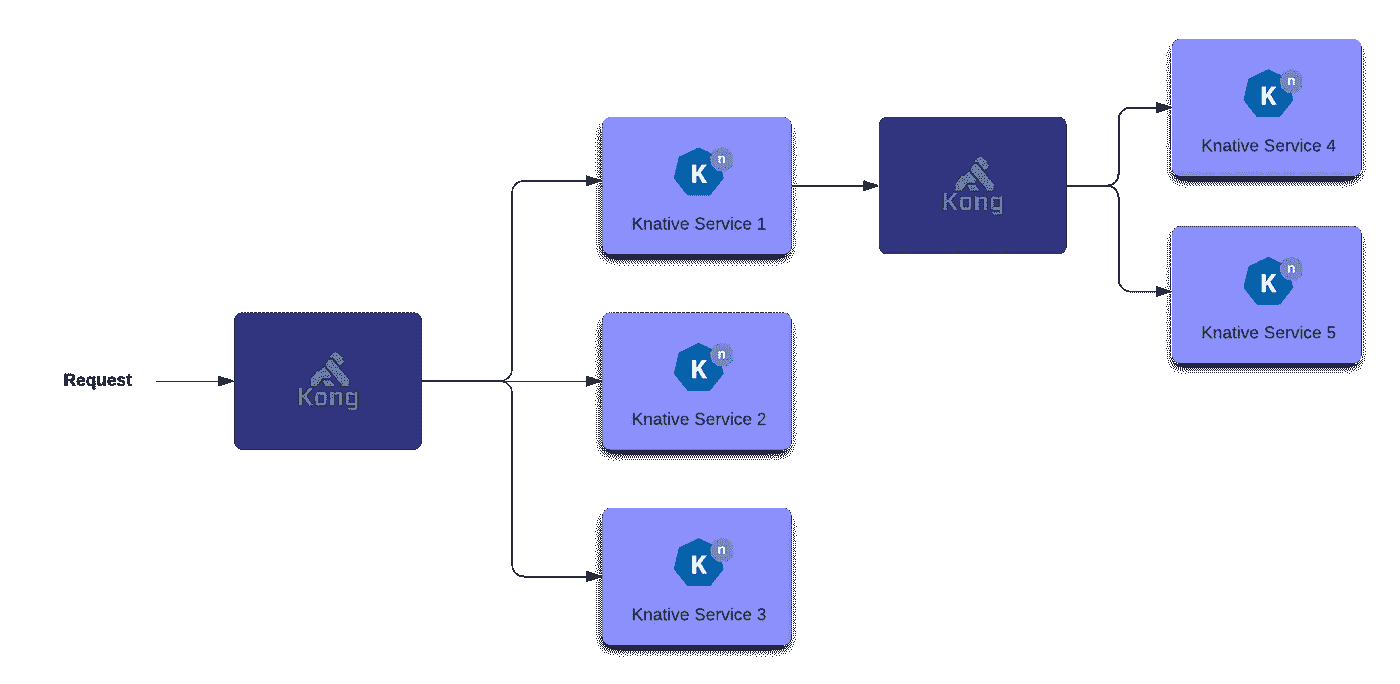 Request
Kong
K n
Knative Service 1
K n
Knative Service 2
K n
Knative Service 3
Kong
K n
Knative Service 4
K n
Knative Service 5